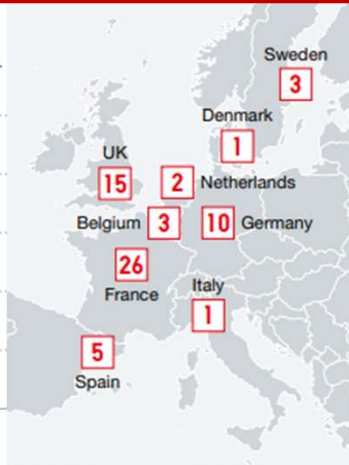 Sweden
3
Denmark
1
UK
15
2 Netherlands
Belgium 3
10 Germany
26
France
Italy
1
5
Spain